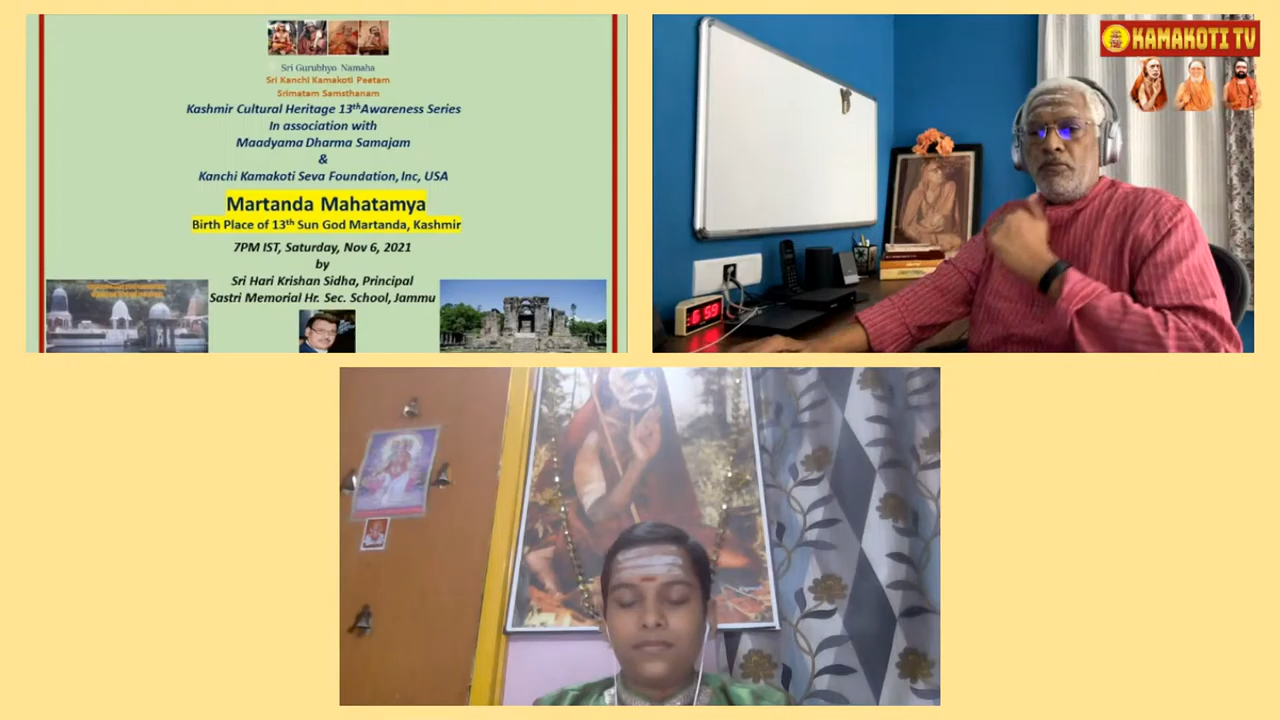 Sri Gurubhyo Namaha
Sri Kanchi Kamakoti Peetam
Srimatam Samsthanam
Kashmir Cultural Heritage 13thAwareness Series
In association with
Maadyama Dharma Samajam
&
Kanchi Kamakoti Seva Foundation, Inc, USA
Martanda Mahatamya
Birth Place of 13th Sun God Martanda, Kashmir
7PM IST, Saturday, Nov 6, 2021
by
Sri Hari Krishan Sidha, Principal
Sastri Memorial Hr. Sec. School, Jammu
KAMAKOTI TV
6 59